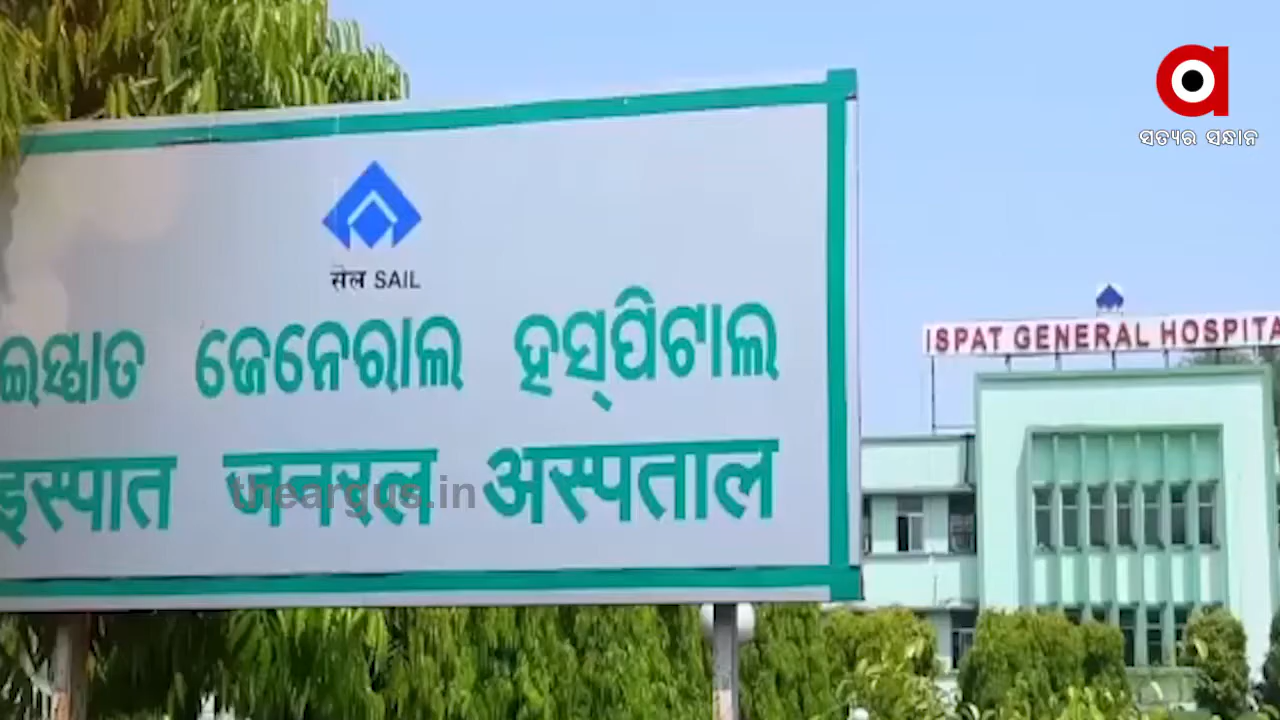 ସତ୍ୟର ସନ୍ଧାନ
सेल SAIL
ଇସ୍ପାତ ଜେନେରାଲ ହସ୍‌ପିଟାଲ
इस्पात जनरल अस्पताल
theargus.in
ISPAT GENERAL HOSPITA